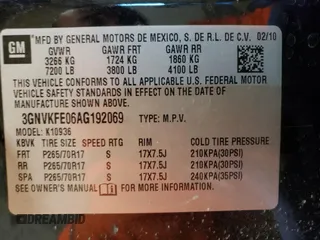 GM MFD BY GENERAL MOTORS DE MEXICO, S. DE R.L. DE C.V. 02/10
GVWR GAWR FRT GAWR RR
3266 KG 1724 KG 1860 KG
7200 LB 3800 LB 4100 LB
THIS VEHICLE CONFORMS TO ALL APPLICABLE U.S. FEDERAL MOTOR
VEHICLE SAFETY AND THEFT PREVENTION STANDARDS IN EFFECT
ON THE DATE OF MANUFACTURE SHOWN ABOVE.
3GNVKFE06AG192069 TYPE: M.P.V.
MODEL: K10936
KBVK TIRE SIZE SPEED RTG RIM COLD TIRE PRESSURE
FRT P265/70R17 S 17X7.5J 210KPA(30PSI)
RR P265/70R17 S 17X7.5J 210KPA(30PSI)
SPA P265/70R17 S 17X7.5J 240KPA(35PSI)
SEE OWNER'S MANUAL FOR MORE INFORMATION.
DREAMBID